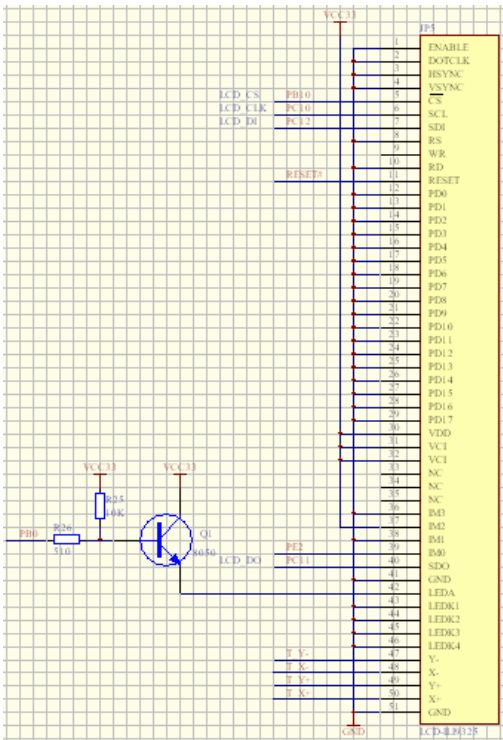 VCC33
JP5
1 ENABLE
2 DOTCLK
3 HSYNC
4 VSYNC
LCD_CS PB10 5 CS
LCD_CLK PC10 6 SCL
LCD_DI PC12 7 SDI
8 RS
9 WR
10 RD
RESET# 11 RESET
12 PD0
13 PD1
14 PD2
15 PD3
16 PD4
17 PD5
18 PD6
19 PD7
20 PD8
21 PD9
22 PD10
23 PD11
24 PD12
25 PD13
26 PD14
27 PD15
28 PD16
29 PD17
30 VDD
31 VCI
32 VCI
33 NC
34 NC
35 NC
36 IM3
37 IM2
38 IM1
39 IM0
40 SDO
41 GND
42 LEDA
43 LEDK1
44 LEDK2
45 LEDK3
46 LEDK4
47 Y-
48 X-
49 Y+
50 X+
51 GND
VCC33
VCC33
R25
10K
PB0
R26
510
Q1
8050
PE2
LCD_DO PC11
T_Y-
T_X-
T_Y+
T_X+
GND
LCD-ILI9325